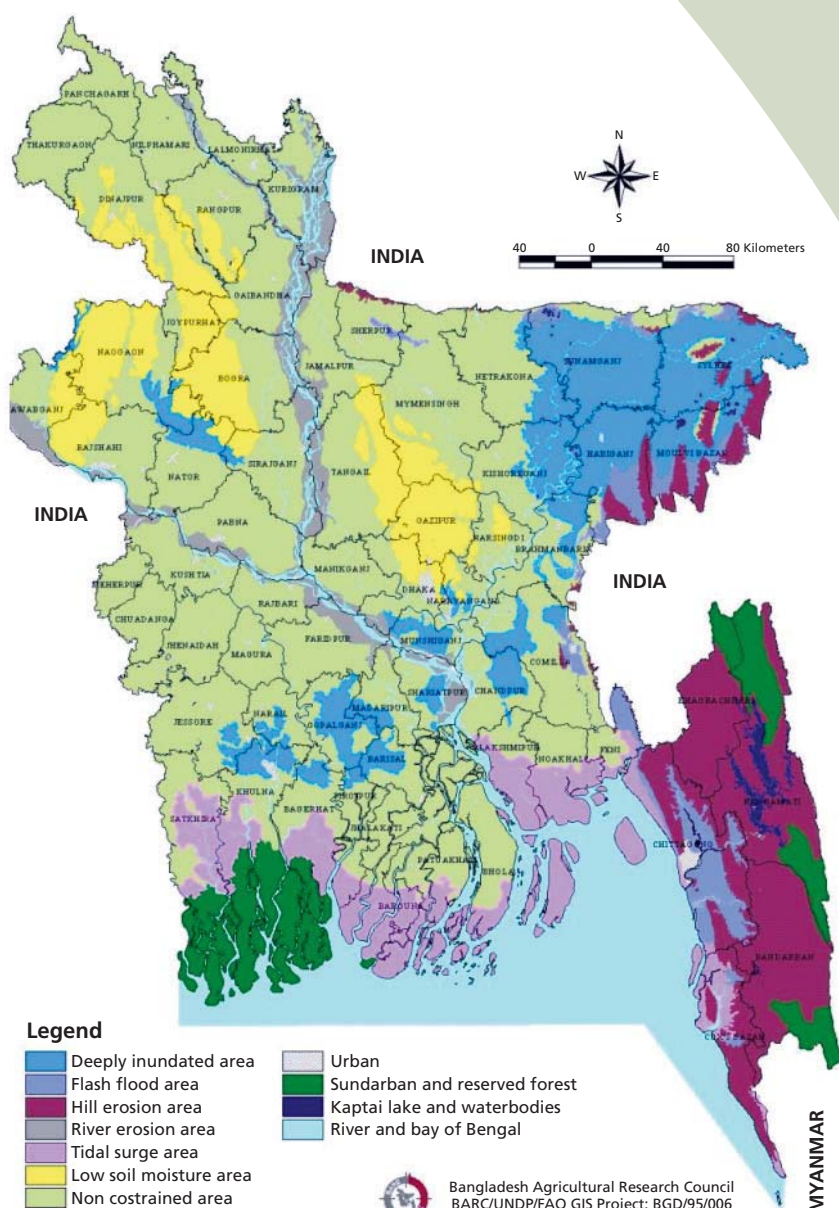 PANCHAGARH
THAKURGAON
NILPHAMARI
LALMONIRHAT
KURIGRAM
DINAJPUR
RANGPUR
N
W
E
S
INDIA
40 0 40 80 Kilometers
GAIBANDHA
JOYPURHAT
SHERPUR
NAGGAON
BOGRA
JAMALPUR
NETRAKONA
SUNAMGANJ
SYLHET
MYMENSINGH
AWABGANJ
RAJSHAHI
SIRAJGANJ
TANGAIL
KISHOREGANJ
HABIGANJ
MOULVI BAZAR
NATOR
INDIA
PABNA
GAZIPUR
NARSINGDI
BRAHMANBARIA
KUSHTIA
MANIKGANJ
DHAKA
NARAYANGANJ
INDIA
CHUADANGA
RAJBARI
FARIDPUR
MUNSHIGANJ
JHENAIDAH
MAGURA
COMILLA
SHARIATPUR
CHANDPUR
KHAGRACHHARI
JESSORE
NARAIL
GOPALGANJ
MADARIPUR
BARISAL
LAKSHMIPUR
NOAKHALI
FENI
RANGAMATI
SATKHIRA
KHULNA
BAGERHAT
PIROJPUR
JHALAKATI
PATUAKHALI
BHOLA
CHITTAGONG
BARGUNA
BANDARBAN
COX'S BAZAR
Legend
Deeply inundated area
Flash flood area
Hill erosion area
River erosion area
Tidal surge area
Low soil moisture area
Non costrained area
Urban
Sundarban and reserved forest
Kaptai lake and waterbodies
River and bay of Bengal
MYANMAR
Bangladesh Agricultural Research Council
BARC/UNDP/FAO GIS Project: BGD/95/006